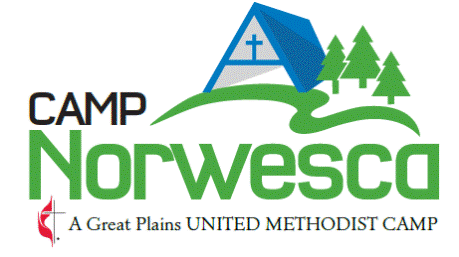 CAMP
Norwesca
A Great Plains UNITED METHODIST CAMP